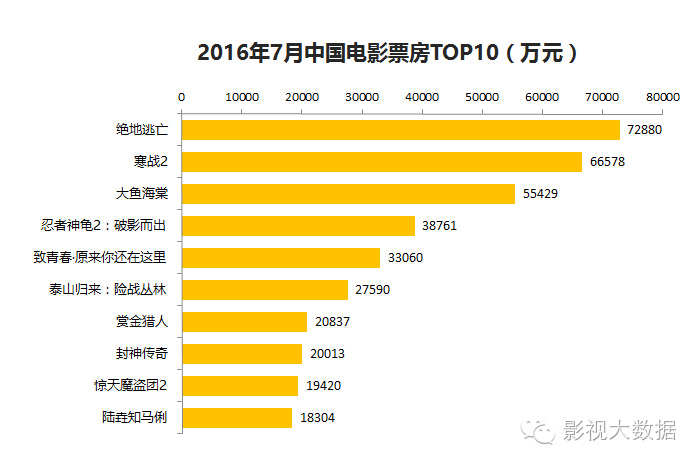 2016年7月中国电影票房TOP10（万元）
0 10000 20000 30000 40000 50000 60000 70000 80000
绝地逃亡 72880
寒战2 66578
大鱼海棠 55429
忍者神龟2：破影而出 38761
致青春·原来你还在这里 33060
泰山归来：险战丛林 27590
赏金猎人 20837
封神传奇 20013
惊天魔盗团2 19420
陆垚知马俐 18304
影视大数据